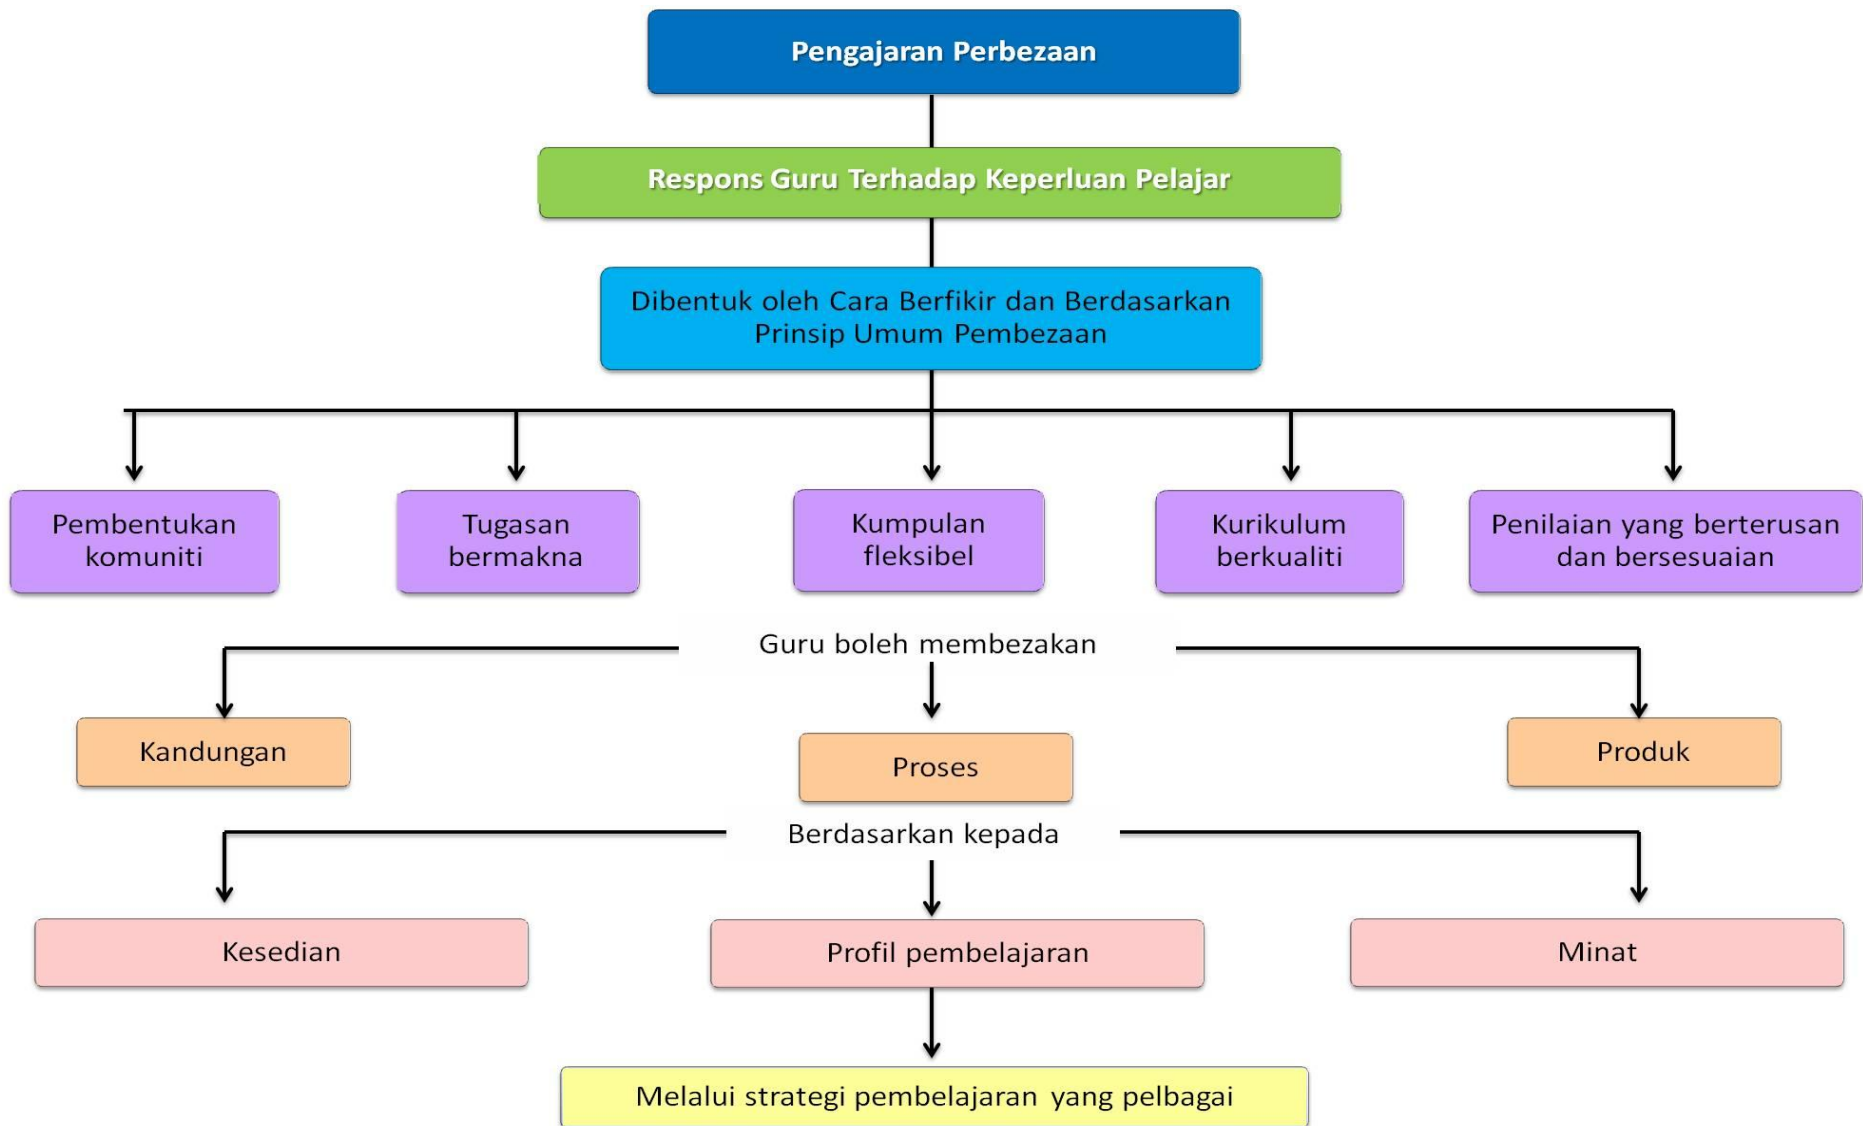 Pengajaran Perbezaan
Respons Guru Terhadap Keperluan Pelajar
Dibentuk oleh Cara Berfikir dan Berdasarkan
Prinsip Umum Pembezaan
Pembentukan
komuniti
Tugasan
bermakna
Kumpulan
fleksibel
Kurikulum
berkualiti
Penilaian yang berterusan
dan bersesuaian
Guru boleh membezakan
Kandungan
Proses
Produk
Berdasarkan kepada
Kesedian
Profil pembelajaran
Minat
Melalui strategi pembelajaran yang pelbagai